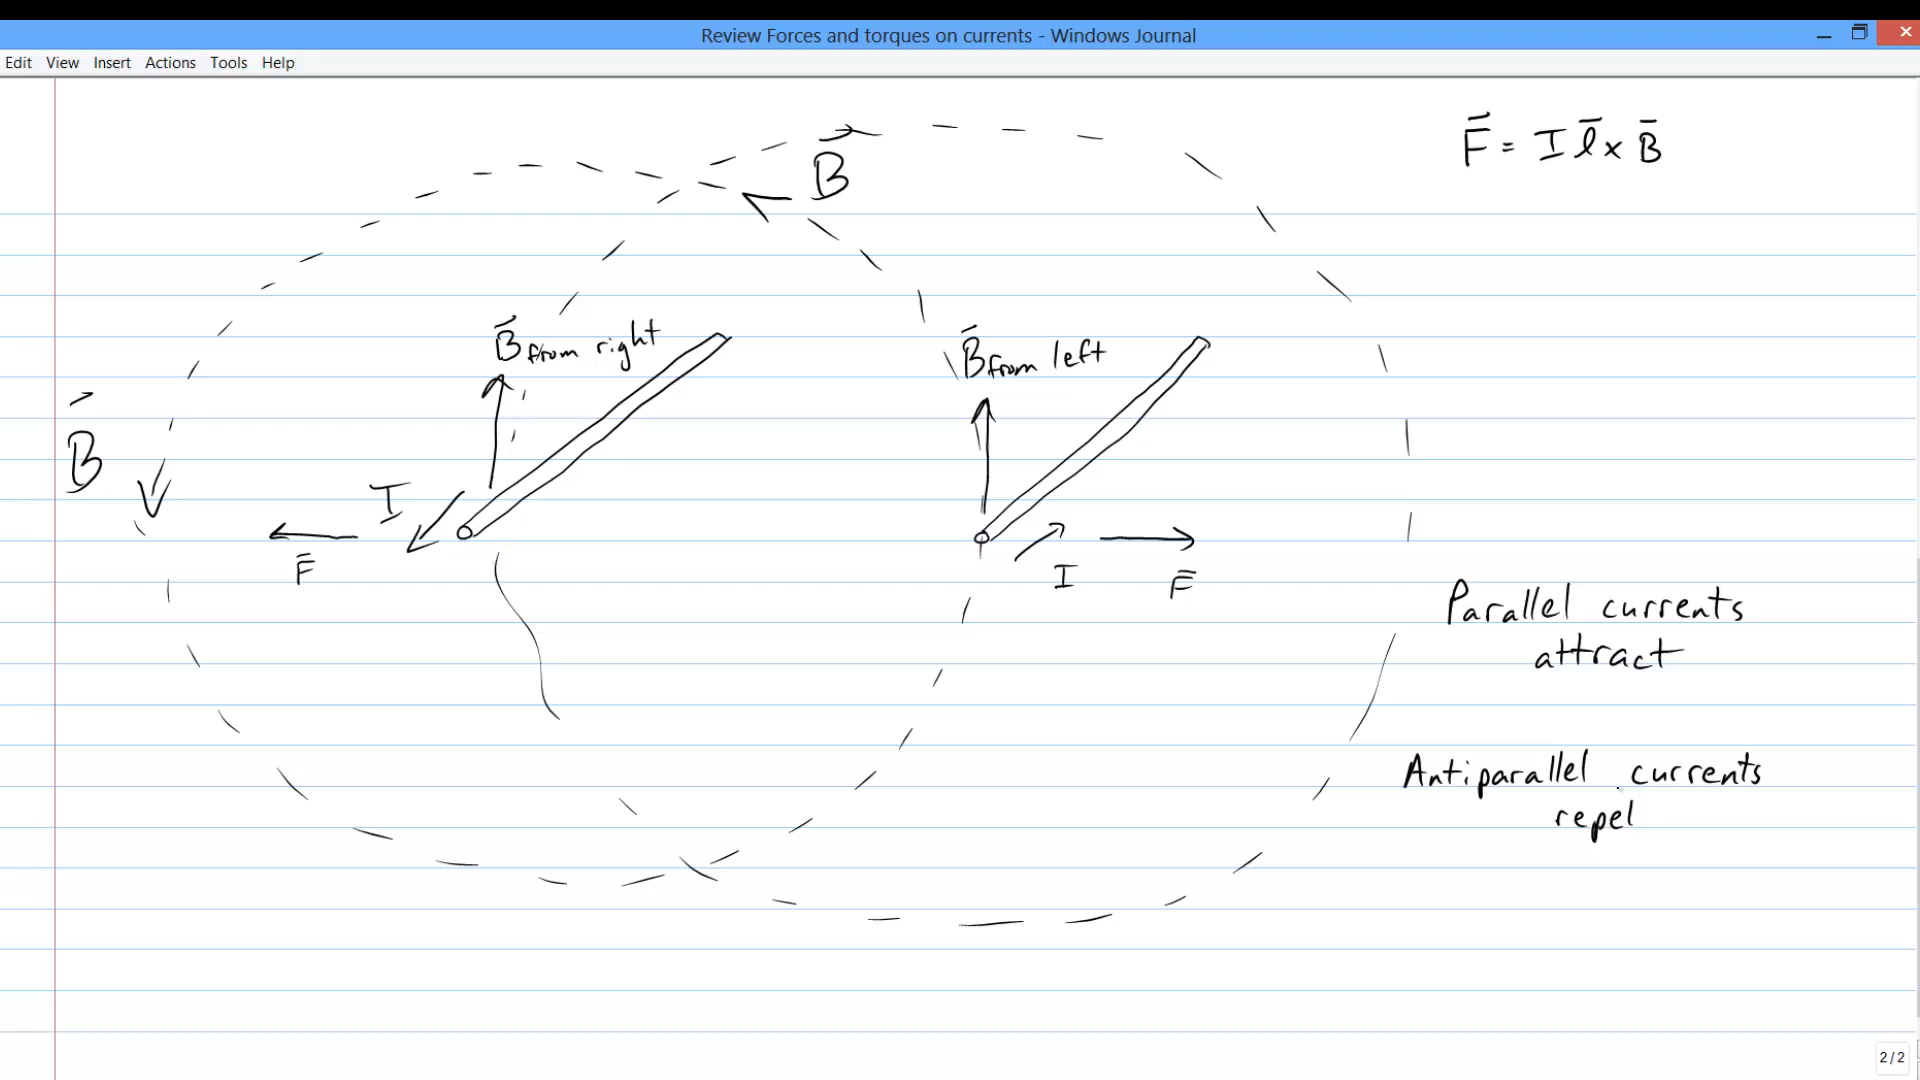 Review Forces and torques on currents - Windows Journal
Edit View Insert Actions Tools Help
F⃗ = I l̄ x B̄
B⃗
B⃗ from right
B̄ from left
B⃗
I
F̄
I
F̄
Parallel currents
attract
Antiparallel currents
repel
2/2